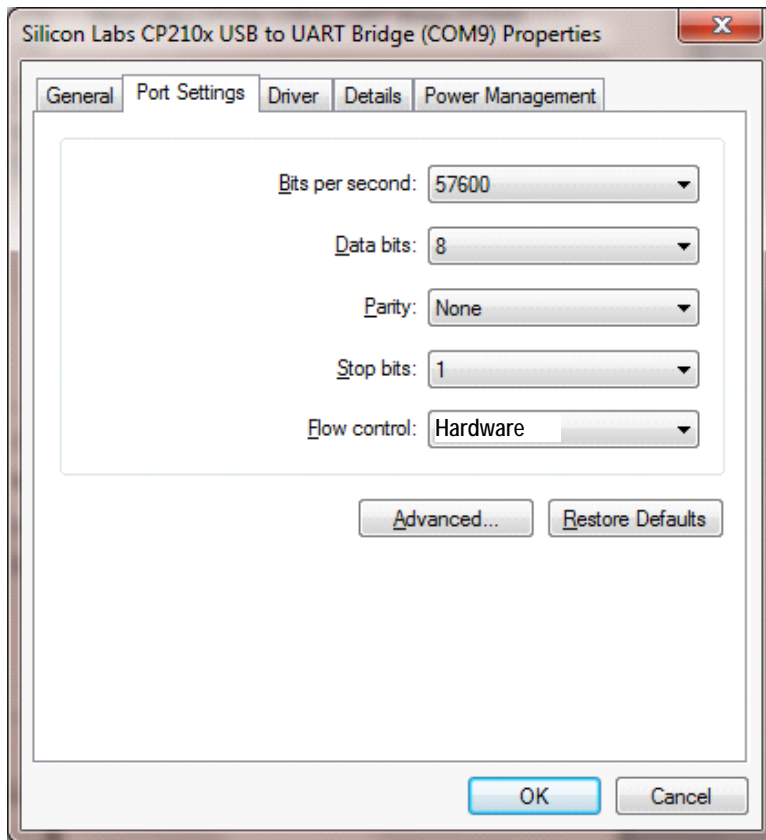 Silicon Labs CP210x USB to UART Bridge (COM9) Properties
General Port Settings Driver Details Power Management
Bits per second: 57600
Data bits: 8
Parity: None
Stop bits: 1
Flow control: Hardware
Advanced... Restore Defaults
OK Cancel